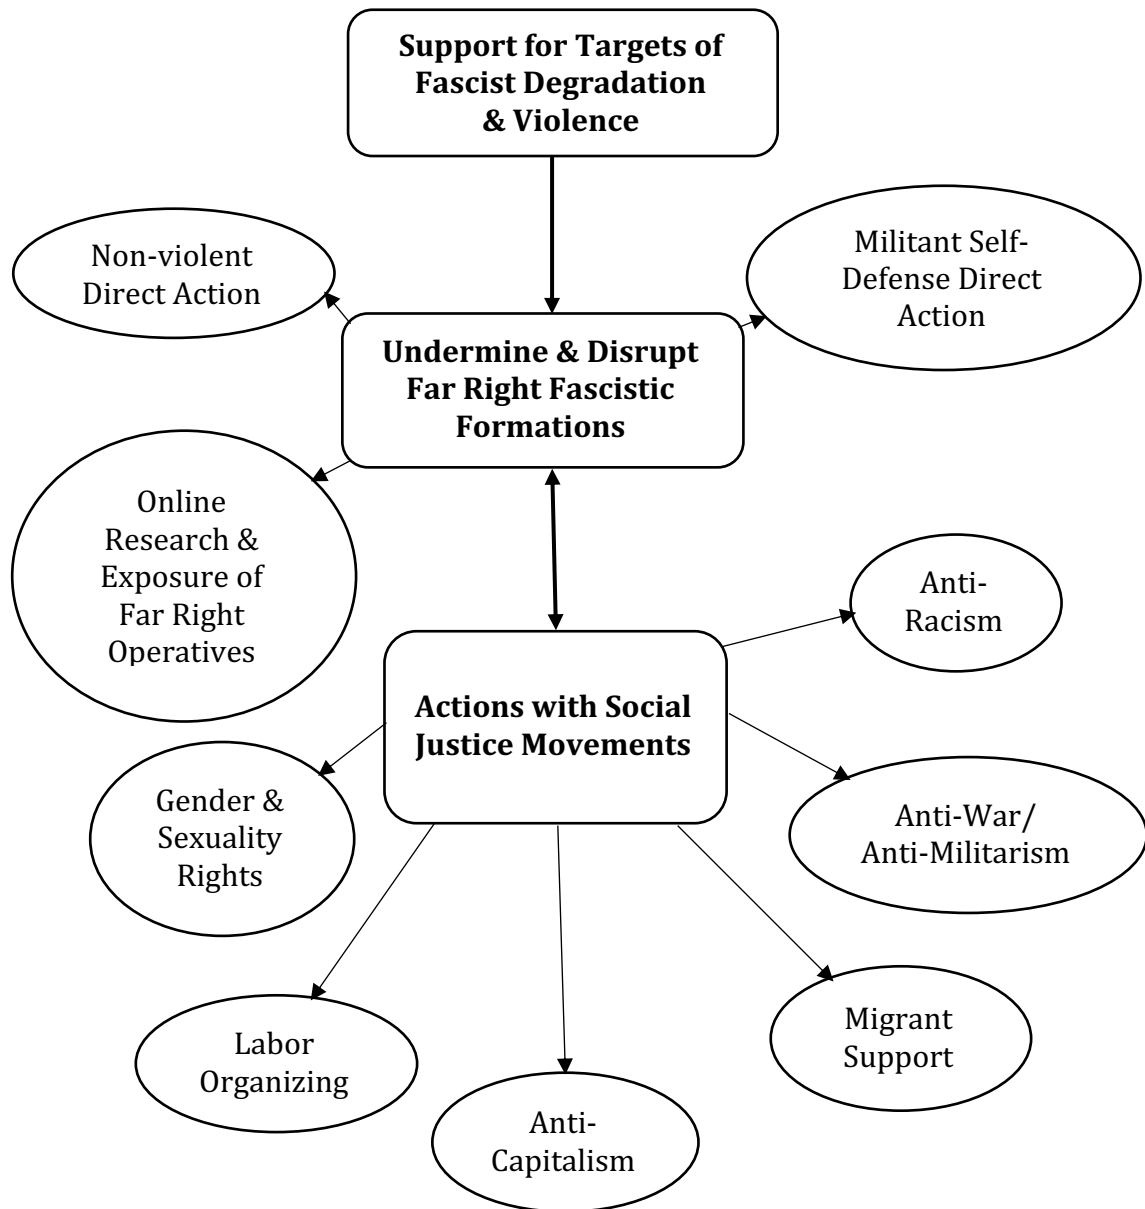 Support for Targets of
Fascist Degradation
& Violence
Non-violent
Direct Action
Militant Self-
Defense Direct
Action
Undermine & Disrupt
Far Right Fascistic
Formations
Online
Research &
Exposure of
Far Right
Operatives
Anti-
Racism
Actions with Social
Justice Movements
Gender &
Sexuality
Rights
Anti-War/
Anti-Militarism
Labor
Organizing
Migrant
Support
Anti-
Capitalism